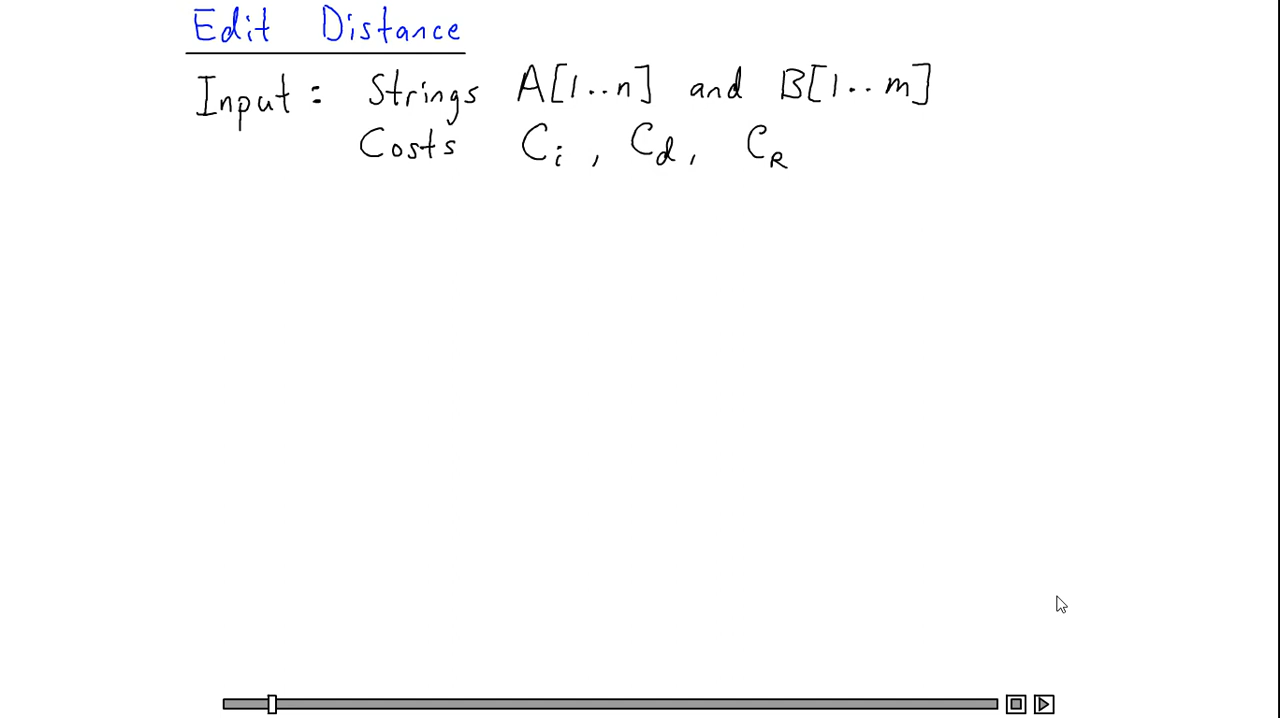 Edit Distance
Input: Strings A[1..n] and B[1..m]
Costs C_i, C_d, C_R